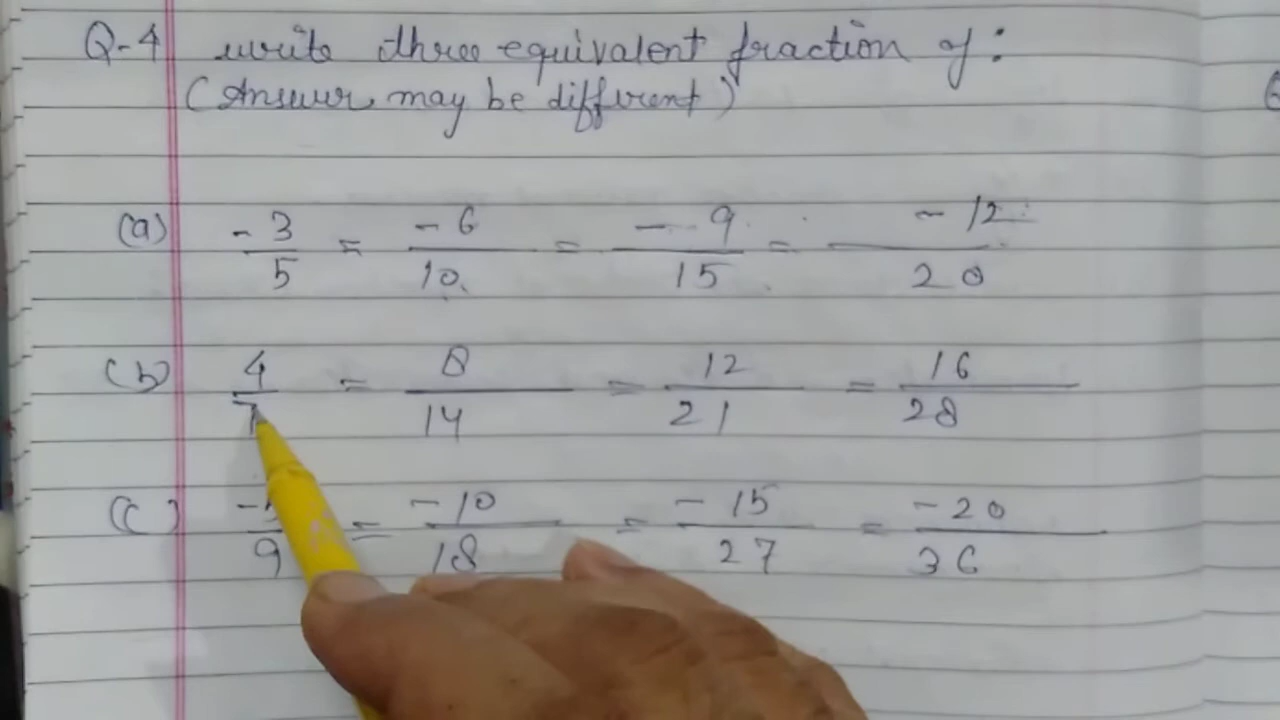 Q-4 write three equivalent fraction of:
(Answer may be different)
(a) -3/5 = -6/10 = -9/15 = -12/20
(b) 4/7 = 8/14 = 12/21 = 16/28
(c) /9 = -10/18 = -15/27 = -20/36